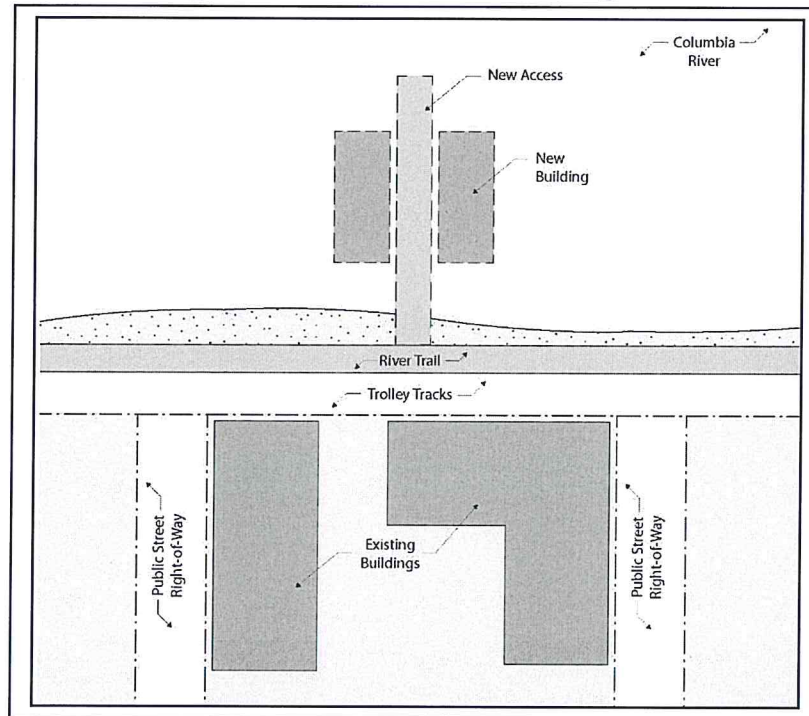 Columbia
River
New Access
New
Building
River Trail
Trolley Tracks
Public Street
Right-of-Way
Existing
Buildings
Public Street
Right-of-Way